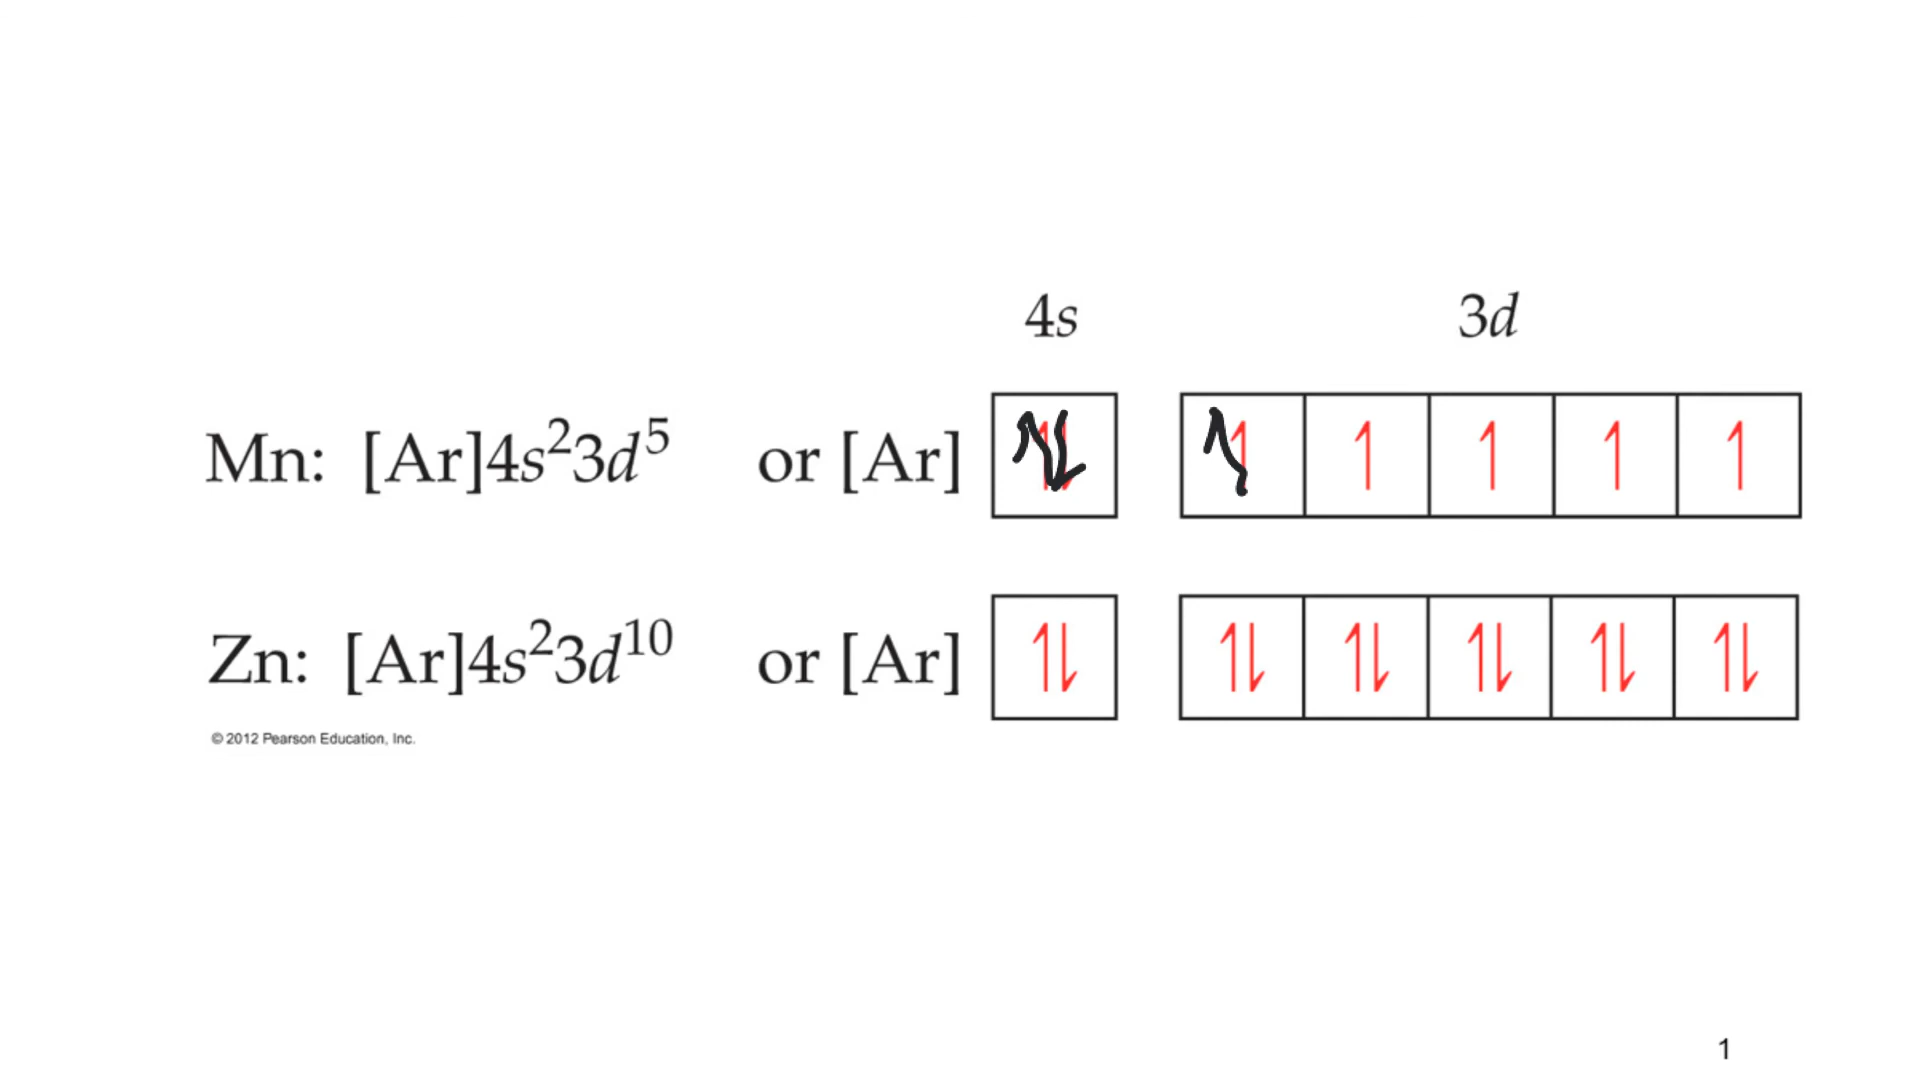 4s 3d
Mn: [Ar]4s²3d⁵ or [Ar] ↿⇂ ↿ ↿ ↿ ↿ ↿
Zn: [Ar]4s²3d¹⁰ or [Ar] ↿⇂ ↿⇂ ↿⇂ ↿⇂ ↿⇂ ↿⇂
© 2012 Pearson Education, Inc.
1